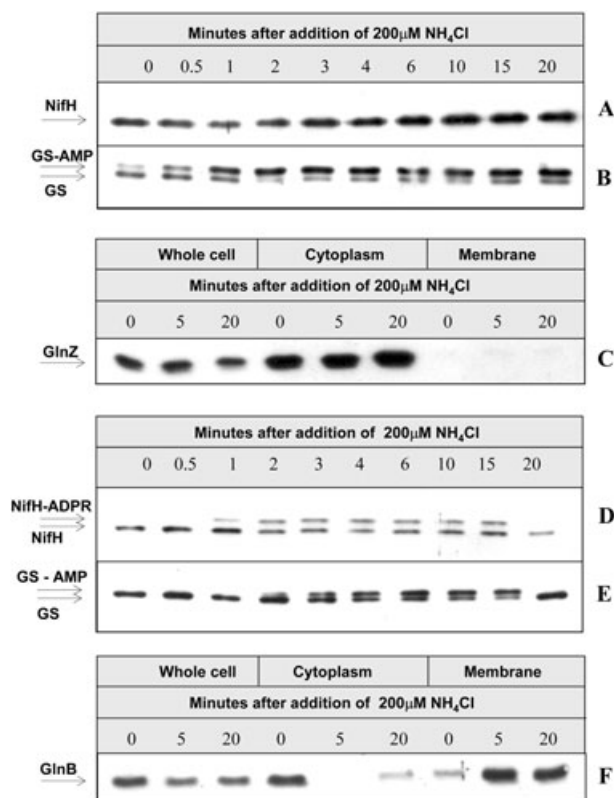 Minutes after addition of 200μM NH₄Cl
0 0.5 1 2 3 4 6 10 15 20
NifH
A
GS-AMP
GS
B
Whole cell Cytoplasm Membrane
Minutes after addition of 200μM NH₄Cl
0 5 20 0 5 20 0 5 20
GlnZ
C
Minutes after addition of 200μM NH₄Cl
0 0.5 1 2 3 4 6 10 15 20
NifH-ADPR
NifH
D
GS - AMP
GS
E
Whole cell Cytoplasm Membrane
Minutes after addition of 200μM NH₄Cl
0 5 20 0 5 20 0 5 20
GlnB
F